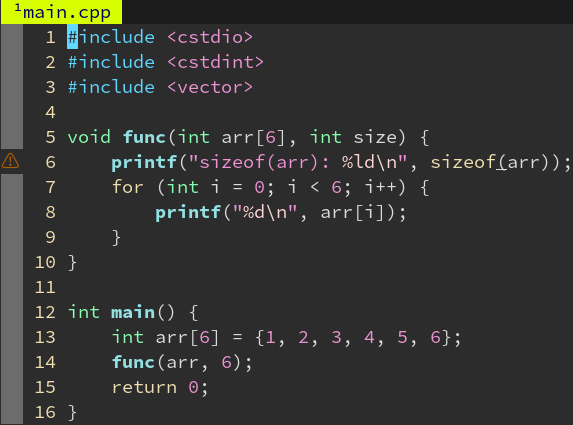 ¹main.cpp
1 #include <cstdio>
2 #include <cstdint>
3 #include <vector>
4
5 void func(int arr[6], int size) {
6     printf("sizeof(arr): %ld\n", sizeof(arr));
7     for (int i = 0; i < 6; i++) {
8         printf("%d\n", arr[i]);
9     }
10 }
11
12 int main() {
13     int arr[6] = {1, 2, 3, 4, 5, 6};
14     func(arr, 6);
15     return 0;
16 }